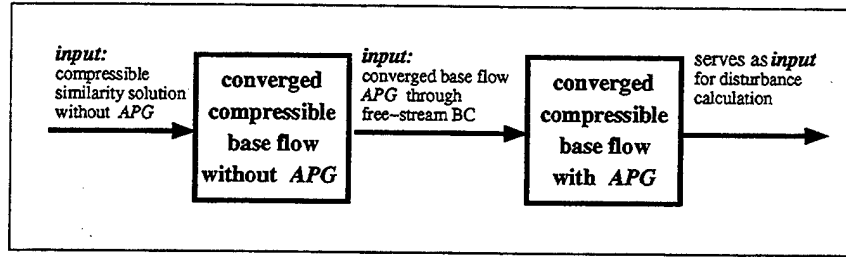 input:
compressible
similarity solution
without APG
converged
compressible
base flow
without APG
input:
converged base flow
APG through
free-stream BC
converged
compressible
base flow
with APG
serves as input
for disturbance
calculation